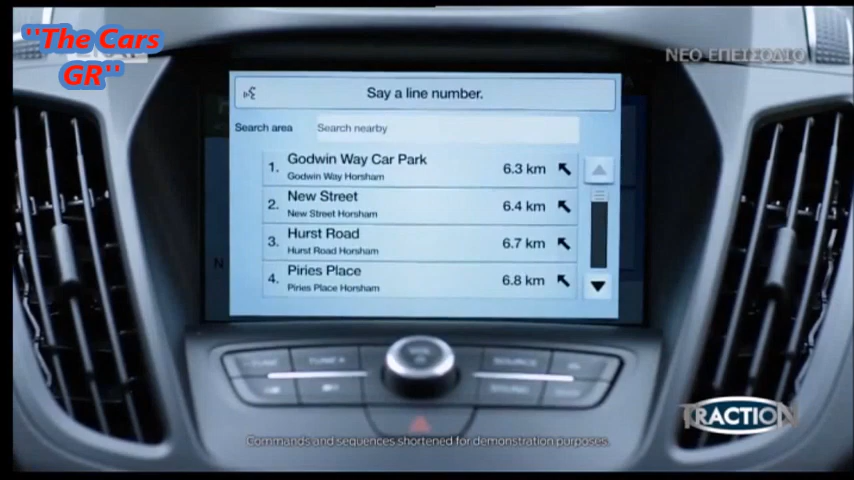 "The Cars
GR"
ΝΕΟ ΕΠΕΙΣΟΔΙΟ
Say a line number.
Search area
Search nearby
1. Godwin Way Car Park
Godwin Way Horsham
6.3 km
2. New Street
New Street Horsham
6.4 km
3. Hurst Road
Hurst Road Horsham
6.7 km
4. Piries Place
Piries Place Horsham
6.8 km
N
TUNE
SOURCE
SOUND
TRACTION
Commands and sequences shortened for demonstration purposes.